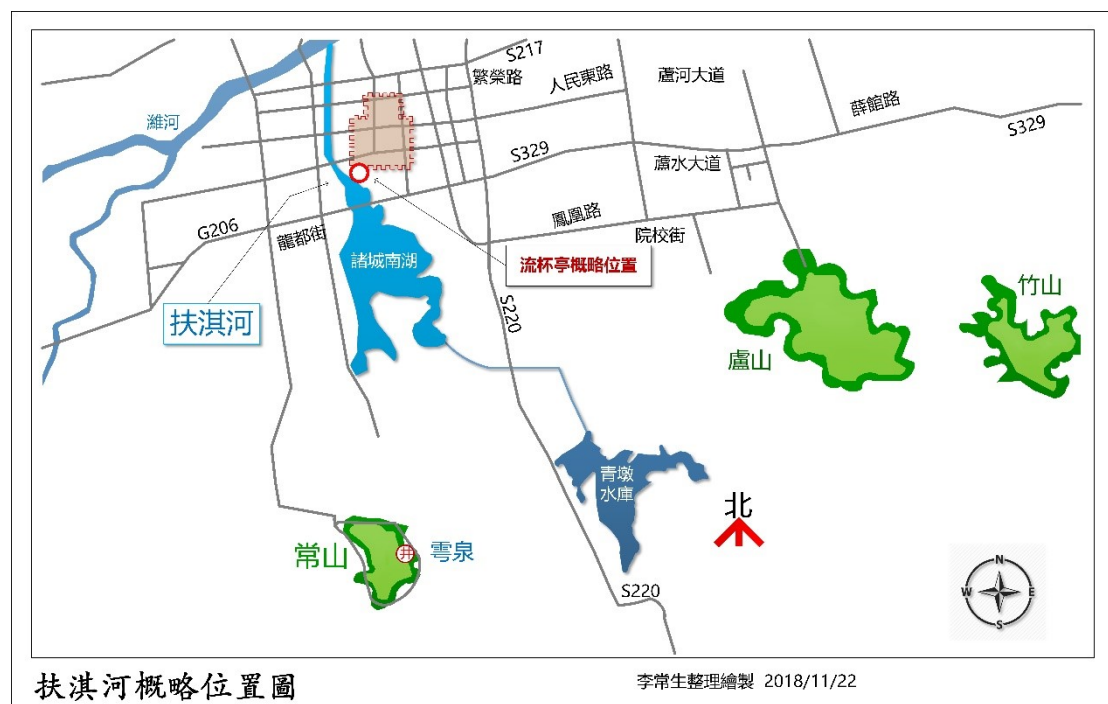 S217
繁榮路
人民東路
蘆河大道
薛館路
S329
濰河
S329
蘆水大道
鳳凰路
院校街
G206
龍都街
諸城南湖
流杯亭概略位置
扶淇河
S220
竹山
盧山
青墩
水庫
北
常山
井
雩泉
S220
N
W
E
S
扶淇河概略位置圖
李常生整理繪製 2018/11/22